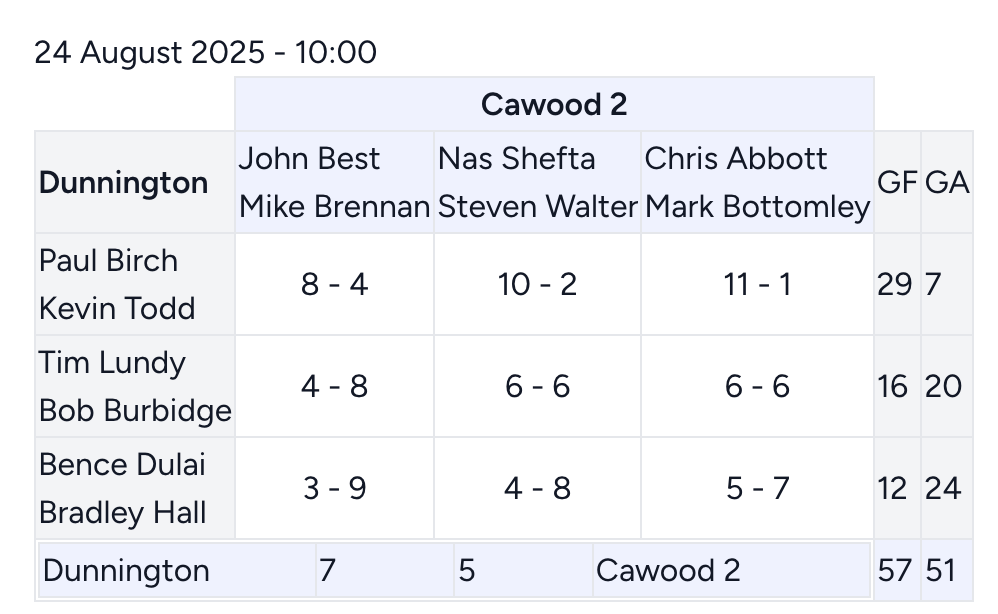 24 August 2025 - 10:00
Cawood 2
Dunnington
John Best
Mike Brennan
Nas Shefta
Steven Walter
Chris Abbott
Mark Bottomley
GF GA
Paul Birch
Kevin Todd
8 - 4 10 - 2 11 - 1 29 7
Tim Lundy
Bob Burbidge
4 - 8 6 - 6 6 - 6 16 20
Bence Dulai
Bradley Hall
3 - 9 4 - 8 5 - 7 12 24
Dunnington 7 5 Cawood 2 57 51